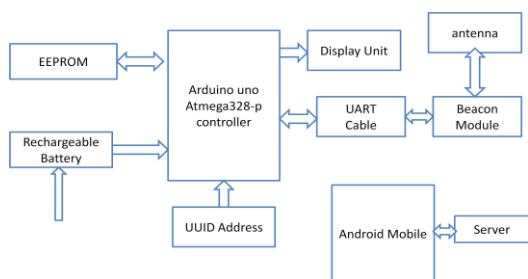 antenna
EEPROM
Arduino uno
Atmega328-p
controller
Display Unit
UART
Cable
Beacon
Module
Rechargeable
Battery
UUID Address
Android Mobile
Server